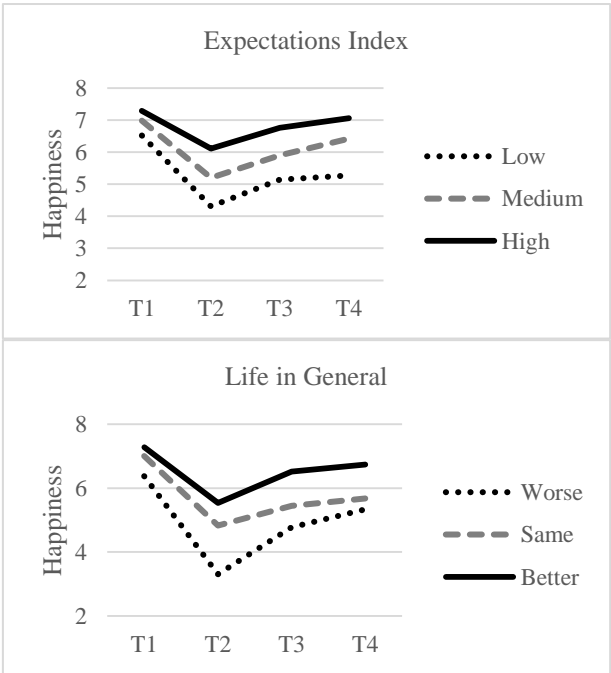 Expectations Index
8
7
6
5
4
3
2
Happiness
T1 T2 T3 T4
Low
Medium
High
Life in General
8
6
4
2
Happiness
T1 T2 T3 T4
Worse
Same
Better